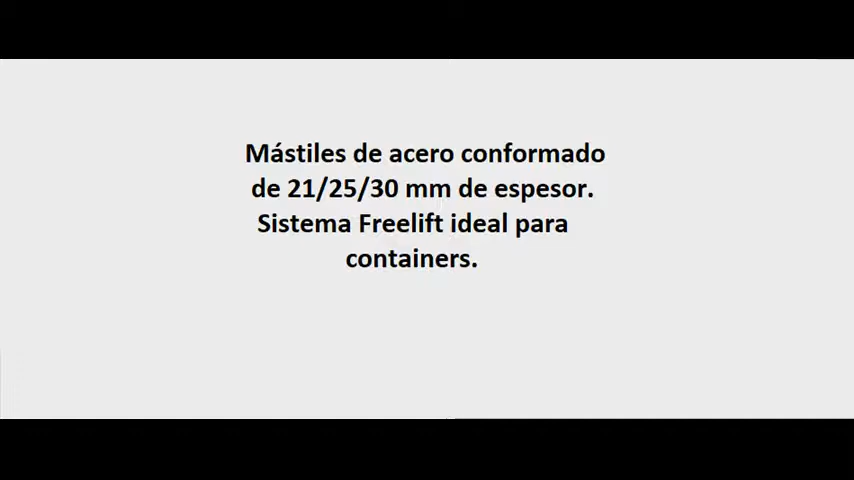 Mástiles de acero conformado
de 21/25/30 mm de espesor.
Sistema Freelift ideal para
containers.